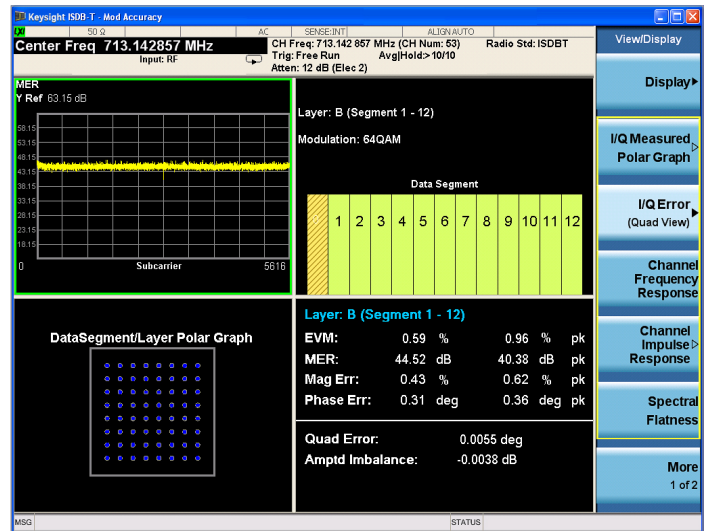 Keysight ISDB-T - Mod Accuracy
LXI 50 Ω AC SENSE:INT ALIGN AUTO
Center Freq 713.142857 MHz
Input: RF
CH Freq: 713.142 857 MHz (CH Num: 53) Radio Std: ISDBT
Trig: Free Run Avg|Hold:> 10/10
Atten: 12 dB (Elec 2)
MER
Y Ref 63.15 dB
58.15
53.15
48.15
43.15
38.15
33.15
28.15
23.15
18.15
0 Subcarrier 5616
Layer: B (Segment 1 - 12)
Modulation: 64QAM
Data Segment
1 2 3 4 5 6 7 8 9 10 11 12
DataSegment/Layer Polar Graph
Layer: B (Segment 1 - 12)
EVM: 0.59 % 0.96 % pk
MER: 44.52 dB 40.38 dB pk
Mag Err: 0.43 % 0.62 % pk
Phase Err: 0.31 deg 0.36 deg pk
Quad Error: 0.0055 deg
Amptd Imbalance: -0.0038 dB
View/Display
Display
I/Q Measured
Polar Graph
I/Q Error
(Quad View)
Channel
Frequency
Response
Channel
Impulse
Response
Spectral
Flatness
More
1 of 2
MSG STATUS